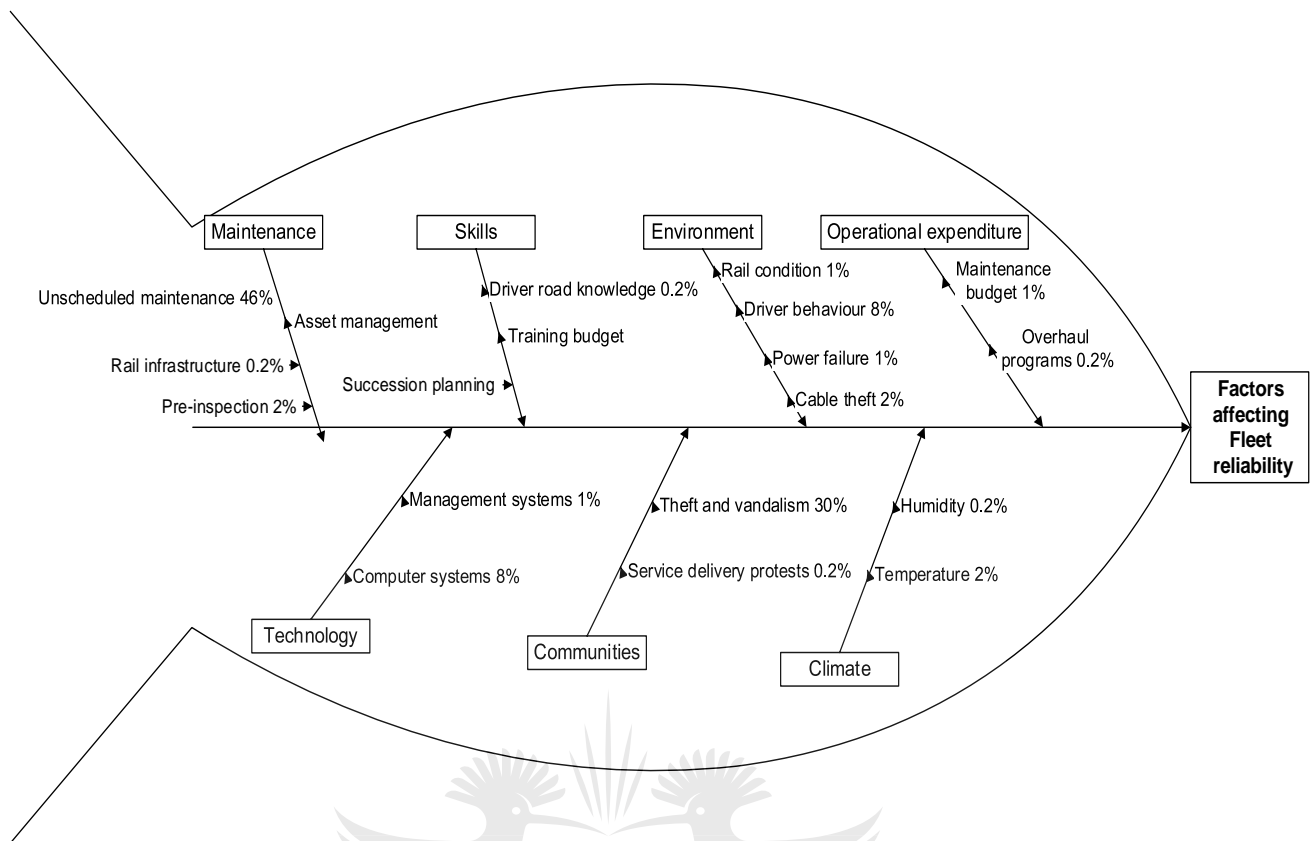 Maintenance
Skills
Environment
Operational expenditure
Unscheduled maintenance 46%
Asset management
Rail infrastructure 0.2%
Pre-inspection 2%
Driver road knowledge 0.2%
Training budget
Succession planning
Rail condition 1%
Driver behaviour 8%
Power failure 1%
Cable theft 2%
Maintenance
budget 1%
Overhaul
programs 0.2%
Factors
affecting
Fleet
reliability
Management systems 1%
Computer systems 8%
Technology
Theft and vandalism 30%
Service delivery protests 0.2%
Communities
Humidity 0.2%
Temperature 2%
Climate